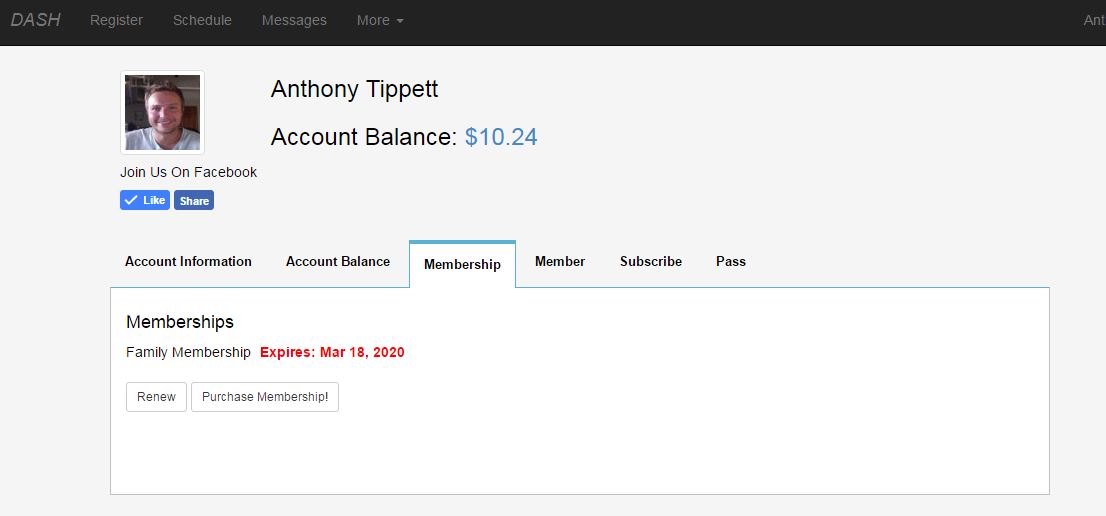 DASH Register Schedule Messages More Ant
Anthony Tippett
Account Balance: $10.24
Join Us On Facebook
Like Share
Account Information Account Balance Membership Member Subscribe Pass
Memberships
Family Membership Expires: Mar 18, 2020
Renew Purchase Membership!